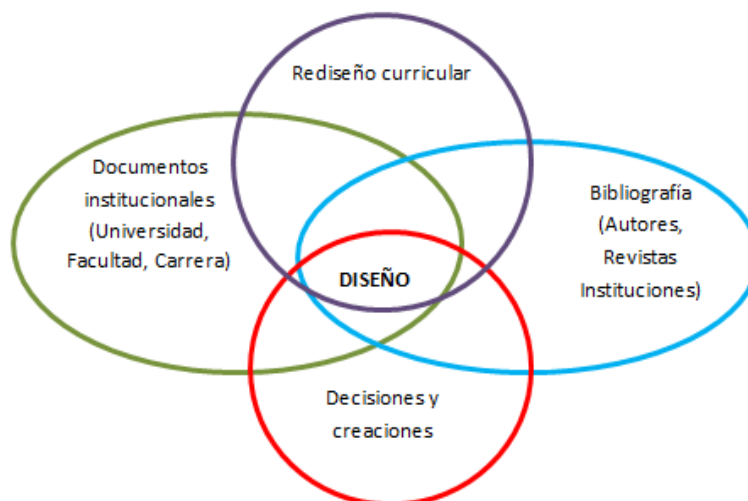 Rediseño curricular
Documentos
institucionales
(Universidad,
Facultad, Carrera)
Bibliografía
(Autores,
Revistas
Instituciones)
DISEÑO
Decisiones y
creaciones